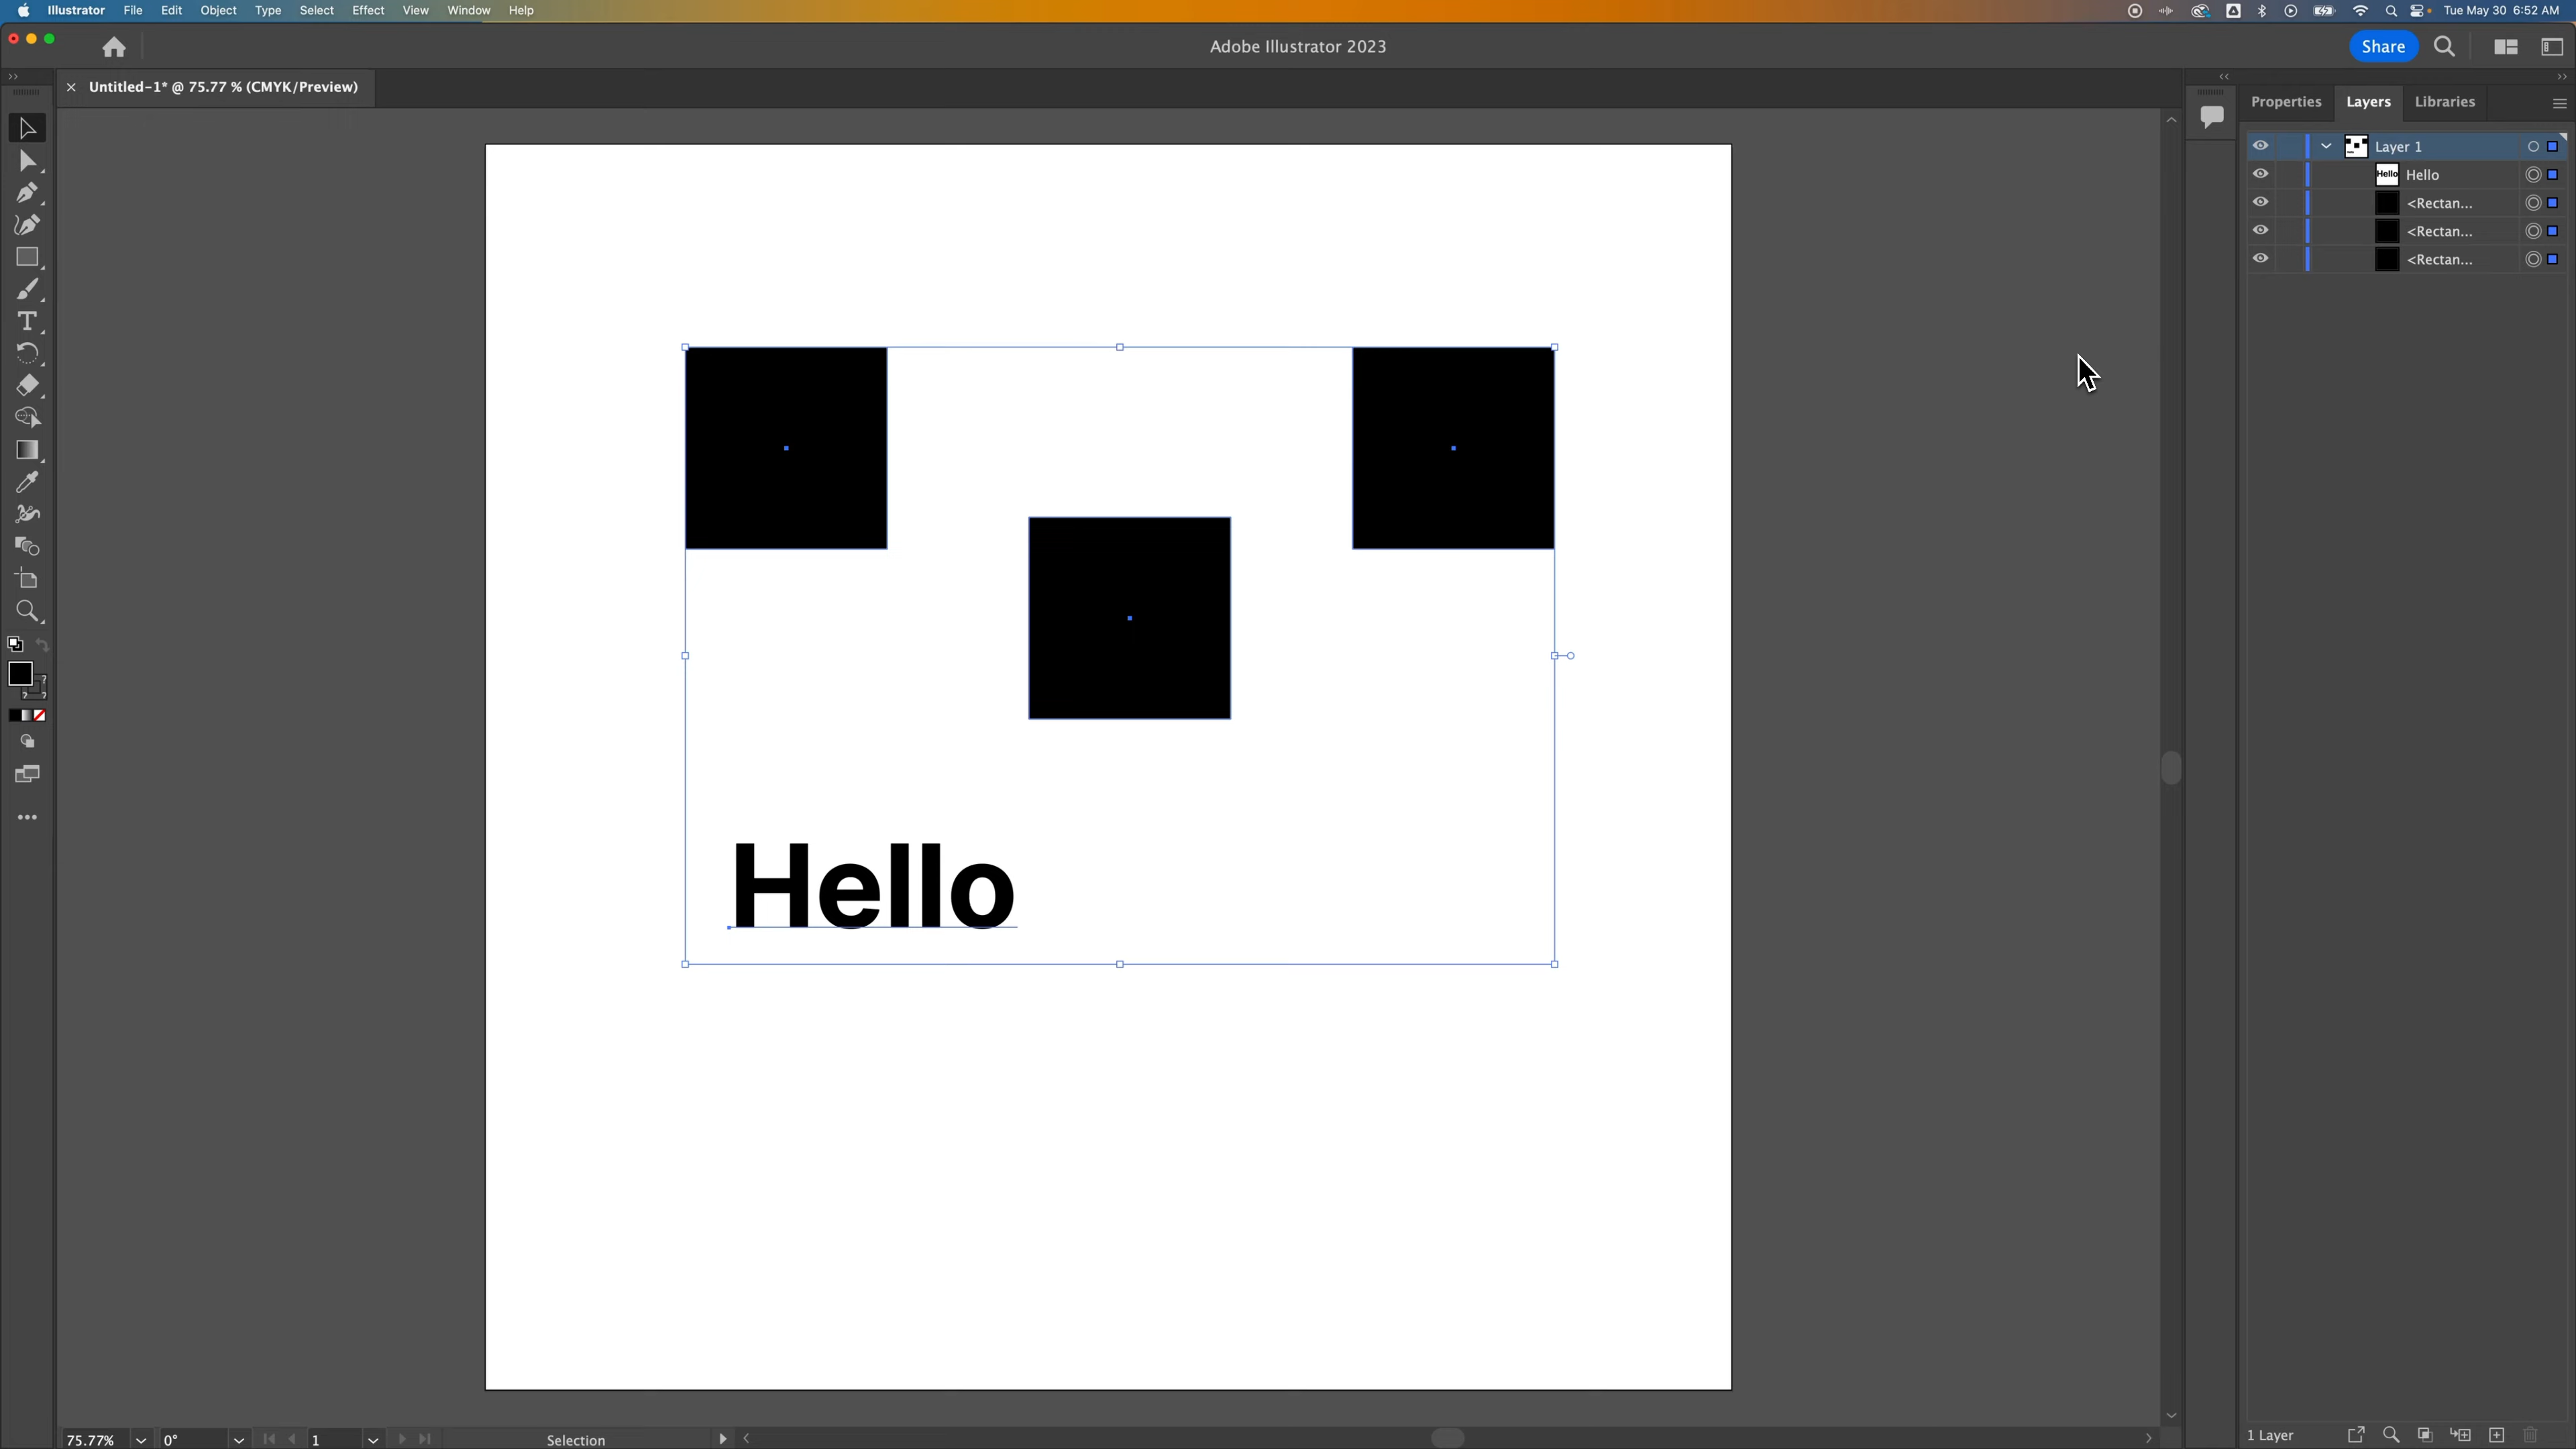 Illustrator File Edit Object Type Select Effect View Window Help Tue May 30 6:52 AM
Adobe Illustrator 2023 Share
× Untitled-1* @ 75.77 % (CMYK/Preview)
Properties Layers Libraries
Layer 1
Hello Hello
<Rectan...
<Rectan...
<Rectan...
Hello
75.77% 0° 1 Selection 1 Layer